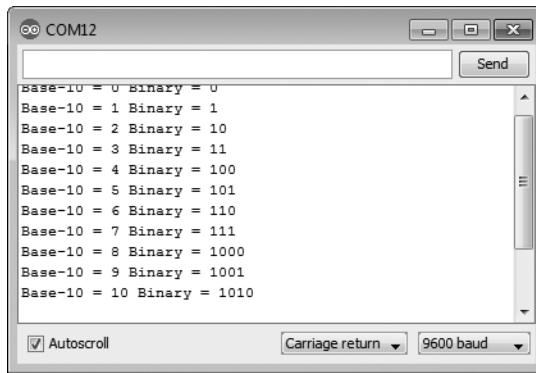 COM12
Send
Base-10 = 0 Binary = 0
Base-10 = 1 Binary = 1
Base-10 = 2 Binary = 10
Base-10 = 3 Binary = 11
Base-10 = 4 Binary = 100
Base-10 = 5 Binary = 101
Base-10 = 6 Binary = 110
Base-10 = 7 Binary = 111
Base-10 = 8 Binary = 1000
Base-10 = 9 Binary = 1001
Base-10 = 10 Binary = 1010
Autoscroll Carriage return 9600 baud